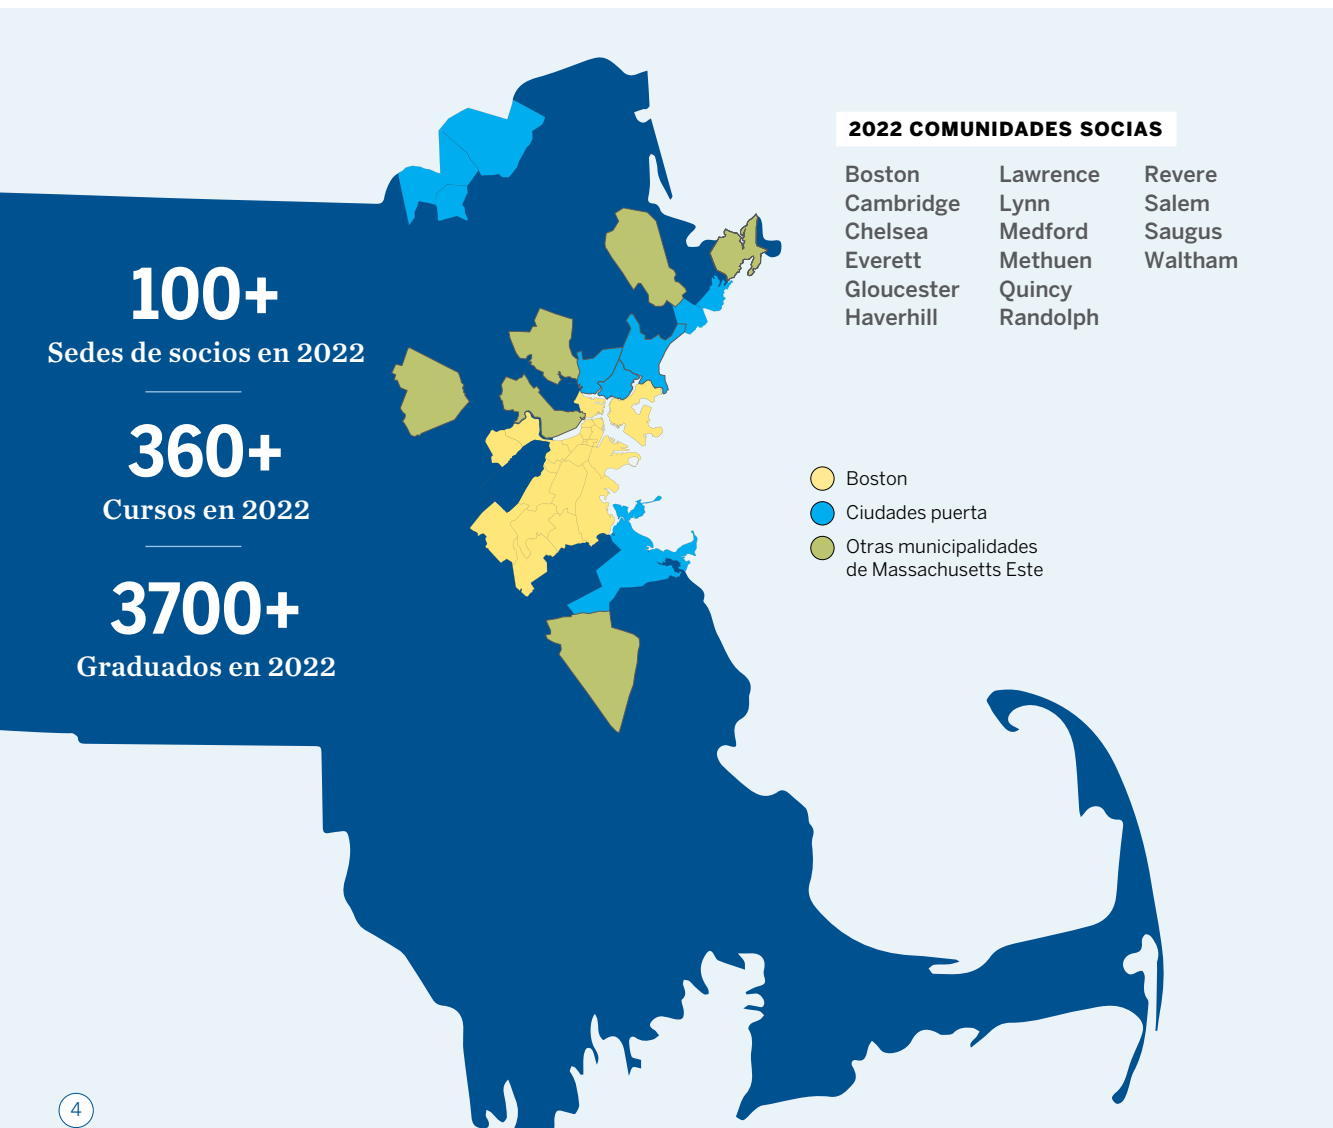 2022 COMUNIDADES SOCIAS
Boston
Cambridge
Chelsea
Everett
Gloucester
Haverhill
Lawrence
Lynn
Medford
Methuen
Quincy
Randolph
Revere
Salem
Saugus
Waltham
100+
Sedes de socios en 2022
360+
Cursos en 2022
3700+
Graduados en 2022
Boston
Ciudades puerta
Otras municipalidades
de Massachusetts Este
4